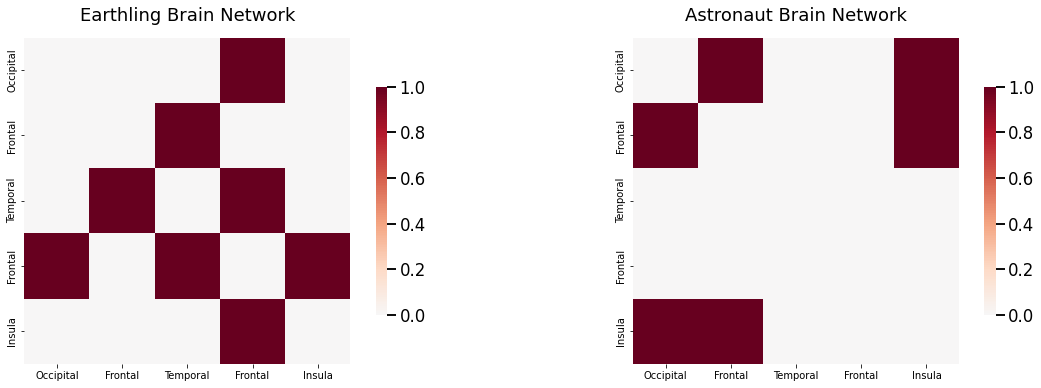 Earthling Brain Network
Occipital
Frontal
Temporal
Frontal
Insula
Occipital
Frontal
Temporal
Frontal
Insula
1.0
0.8
0.6
0.4
0.2
0.0
Astronaut Brain Network
Occipital
Frontal
Temporal
Frontal
Insula
Occipital
Frontal
Temporal
Frontal
Insula
1.0
0.8
0.6
0.4
0.2
0.0